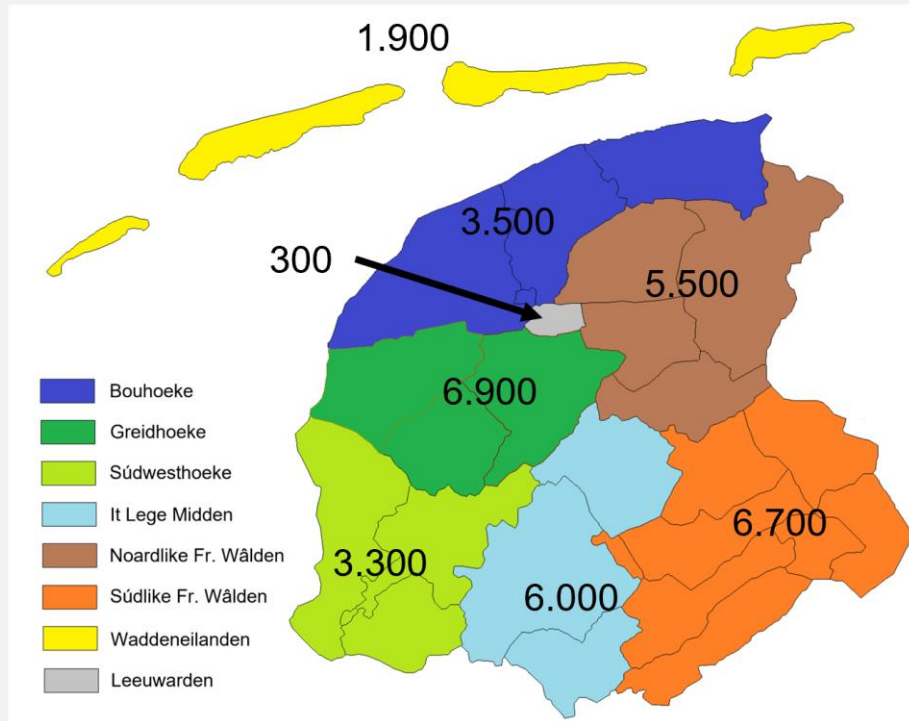 1.900
3.500
300
5.500
6.900
6.700
3.300
6.000
Bouhoeke
Greidhoeke
Súdwesthoeke
It Lege Midden
Noardlike Fr. Wâlden
Súdlike Fr. Wâlden
Waddeneilanden
Leeuwarden